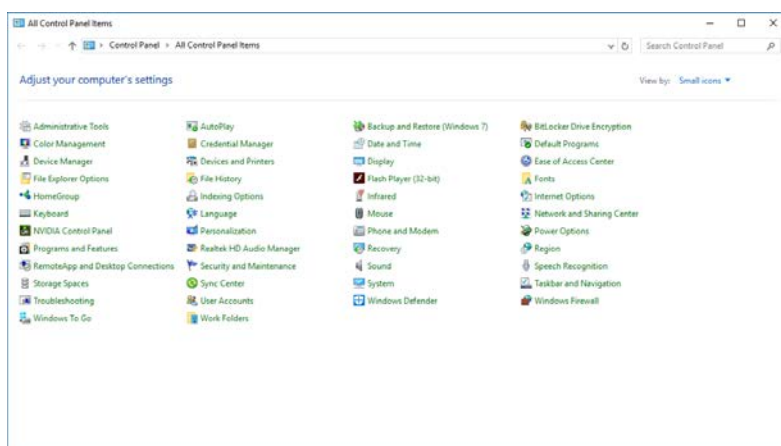 All Control Panel Items
Control Panel > All Control Panel Items
Search Control Panel
Adjust your computer's settings
View by: Small icons
Administrative Tools AutoPlay Backup and Restore (Windows 7) BitLocker Drive Encryption
Color Management Credential Manager Date and Time Default Programs
Device Manager Devices and Printers Display Ease of Access Center
File Explorer Options File History Flash Player (32-bit) Fonts
HomeGroup Indexing Options Infrared Internet Options
Keyboard Language Mouse Network and Sharing Center
NVIDIA Control Panel Personalization Phone and Modem Power Options
Programs and Features Realtek HD Audio Manager Recovery Region
RemoteApp and Desktop Connections Security and Maintenance Sound Speech Recognition
Storage Spaces Sync Center System Taskbar and Navigation
Troubleshooting User Accounts Windows Defender Windows Firewall
Windows To Go Work Folders